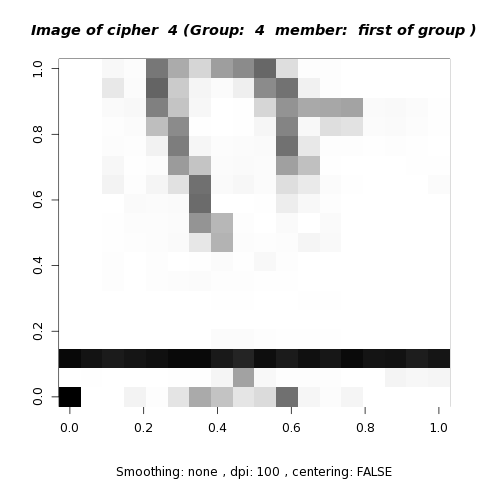 Image of cipher 4 (Group: 4 member: first of group )
1.0
0.8
0.6
0.4
0.2
0.0
0.0 0.2 0.4 0.6 0.8 1.0
Smoothing: none , dpi: 100 , centering: FALSE